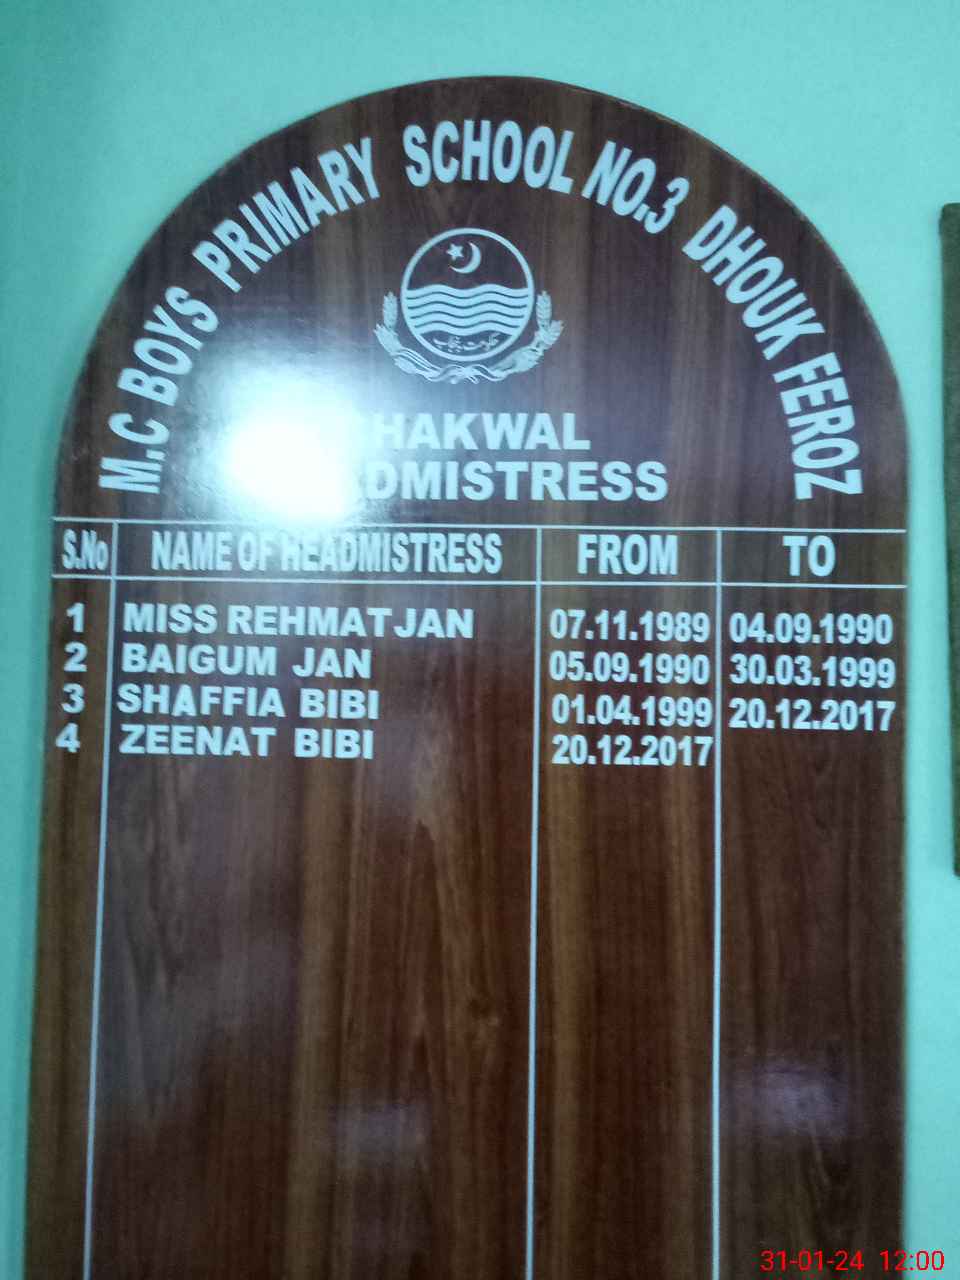 M.C BOYS PRIMARY SCHOOL NO.3 DHOUK FEROZ
حکومت پنجاب
HAKWAL
DMISTRESS
S.No NAME OF HEADMISTRESS FROM TO
1 MISS REHMAT JAN 07.11.1989 04.09.1990
2 BAIGUM JAN 05.09.1990 30.03.1999
3 SHAFFIA BIBI 01.04.1999 20.12.2017
4 ZEENAT BIBI 20.12.2017
31-01-24 12:00